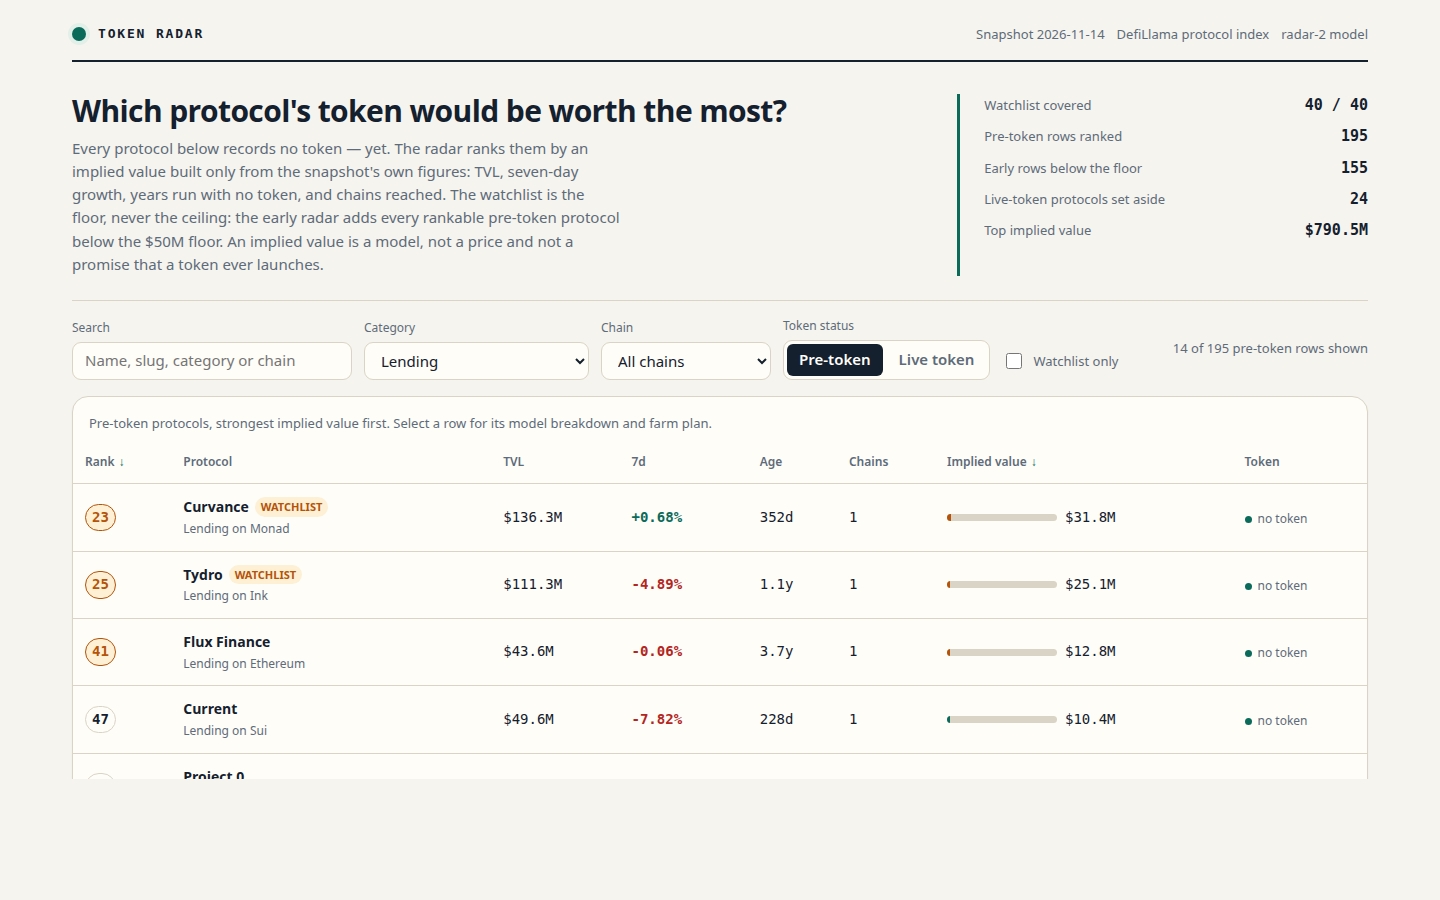 TOKEN RADAR
Snapshot 2026-11-14 DefiLlama protocol index radar-2 model
Which protocol's token would be worth the most?
Every protocol below records no token — yet. The radar ranks them by an
implied value built only from the snapshot's own figures: TVL, seven-day
growth, years run with no token, and chains reached. The watchlist is the
floor, never the ceiling: the early radar adds every rankable pre-token protocol
below the $50M floor. An implied value is a model, not a price and not a
promise that a token ever launches.
Watchlist covered 40 / 40
Pre-token rows ranked 195
Early rows below the floor 155
Live-token protocols set aside 24
Top implied value $790.5M
Search
Name, slug, category or chain
Category
Lending
Chain
All chains
Token status
Pre-token Live token
Watchlist only
14 of 195 pre-token rows shown
Pre-token protocols, strongest implied value first. Select a row for its model breakdown and farm plan.
Rank ↓ Protocol TVL 7d Age Chains Implied value ↓ Token
23 Curvance WATCHLIST $136.3M +0.68% 352d 1 $31.8M no token
Lending on Monad
25 Tydro WATCHLIST $111.3M -4.89% 1.1y 1 $25.1M no token
Lending on Ink
41 Flux Finance $43.6M -0.06% 3.7y 1 $12.8M no token
Lending on Ethereum
47 Current $49.6M -7.82% 228d 1 $10.4M no token
Lending on Sui
Project 0